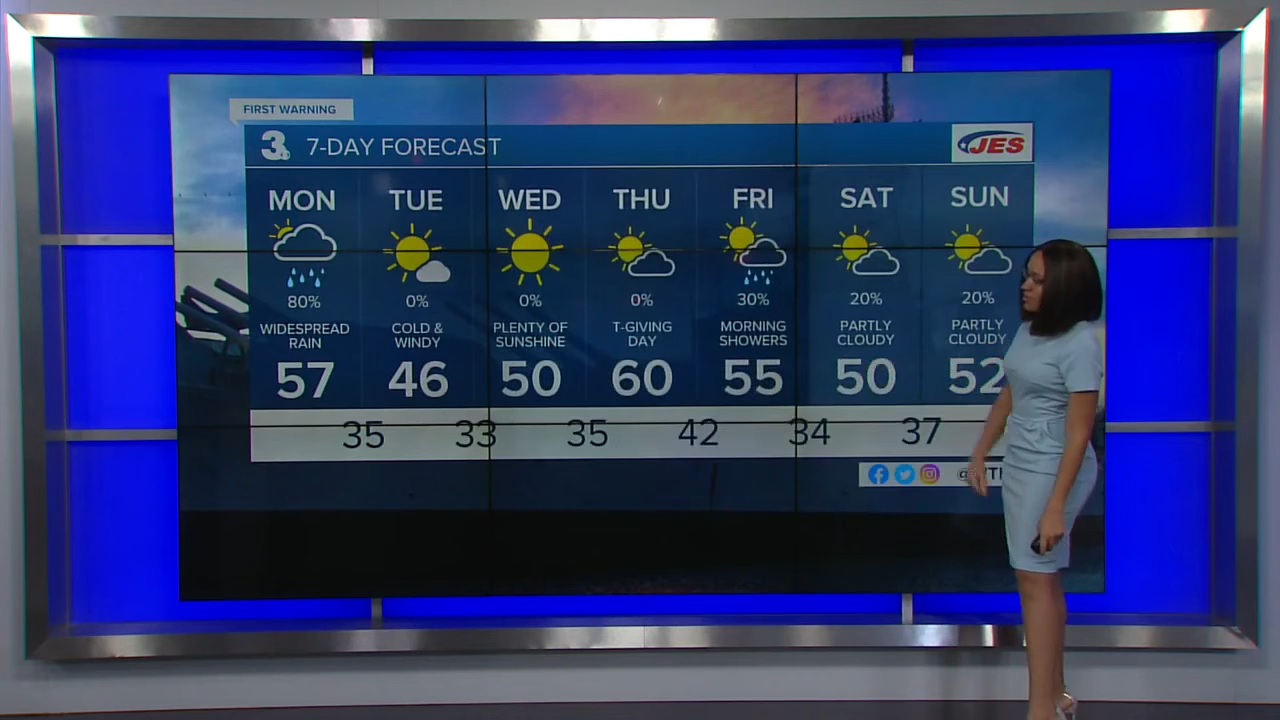 FIRST WARNING
3 7-DAY FORECAST
JES
MON TUE WED THU FRI SAT SUN
80% 0% 0% 0% 30% 20% 20%
WIDESPREAD COLD & PLENTY OF T-GIVING MORNING PARTLY PARTLY
RAIN WINDY SUNSHINE DAY SHOWERS CLOUDY CLOUDY
57 46 50 60 55 50 52
35 33 35 42 34 37